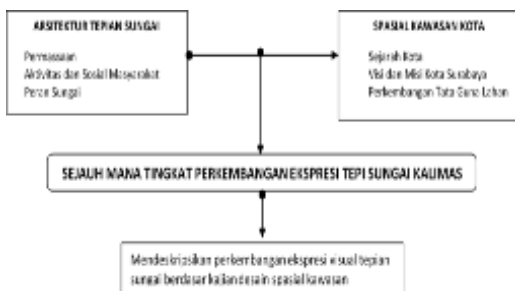 ARSITEKTUR TEPIAN SUNGAI
Permassaan
Aktivitas dan Sosial Masyarakat
Peran Sungai
SPASIAL KAWASAN KOTA
Sejarah Kota
Visi dan Misi Kota Surabaya
Perkembangan Tata Guna Lahan
SEJAUH MANA TINGKAT PERKEMBANGAN EKSPRESI TEPI SUNGAI KALIMAS
Mendeskripsikan perkembangan ekspresi visual tepian
sungai berdasar kajian desain spasial kawasan